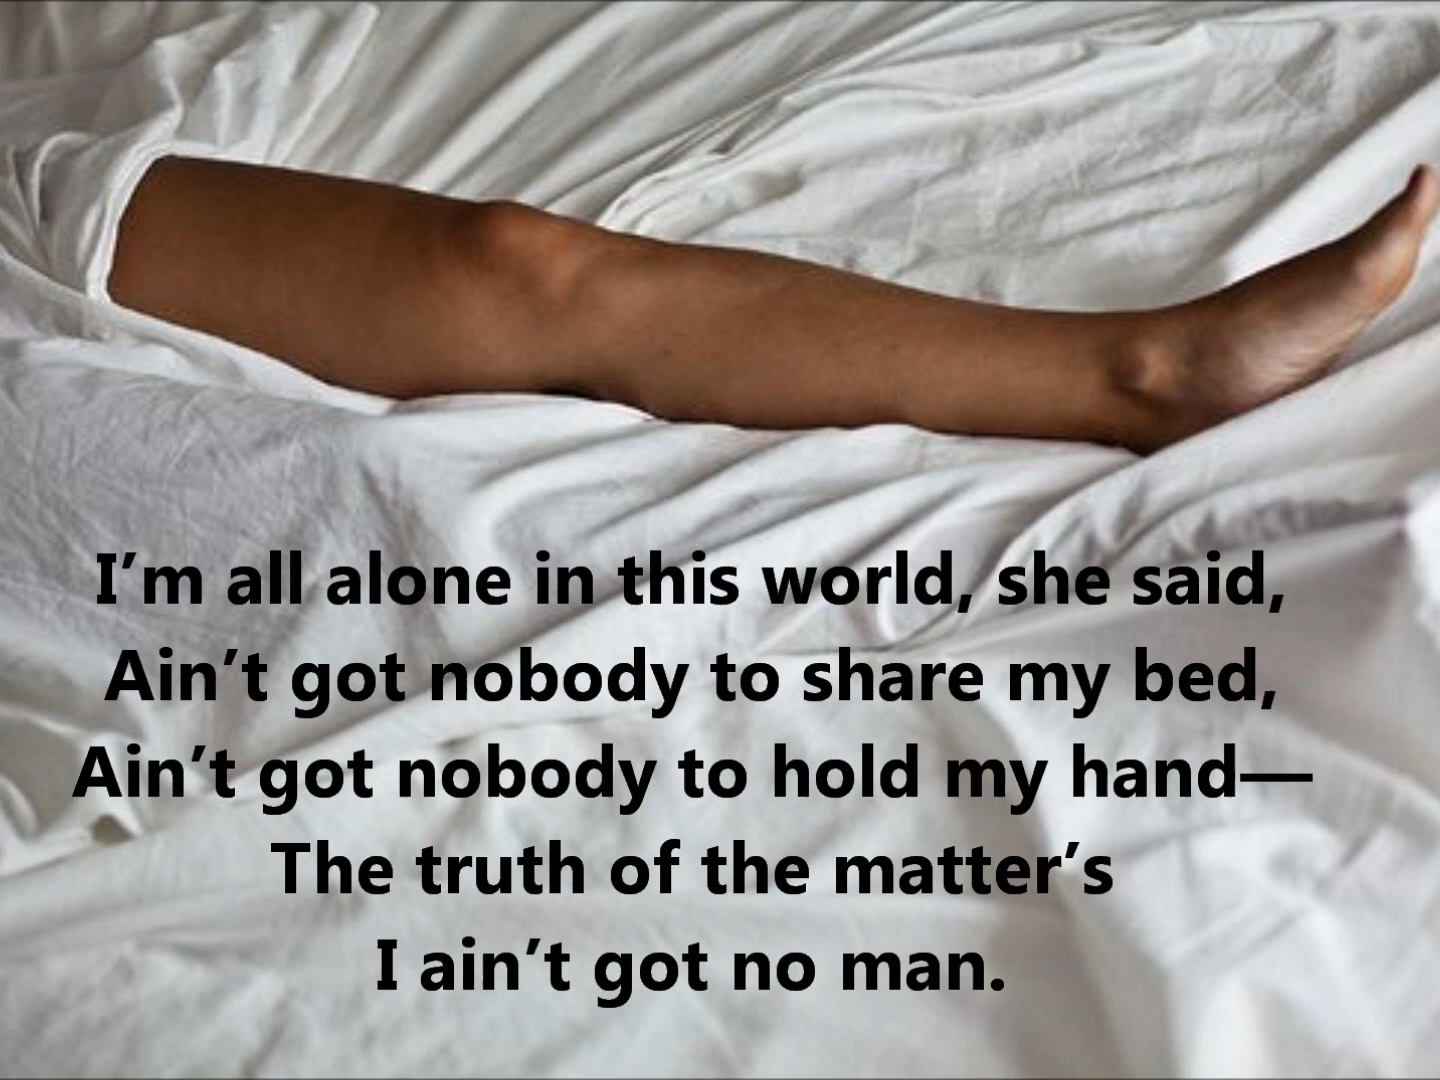 I’m all alone in this world, she said,
Ain’t got nobody to share my bed,
Ain’t got nobody to hold my hand—
The truth of the matter’s
I ain’t got no man.